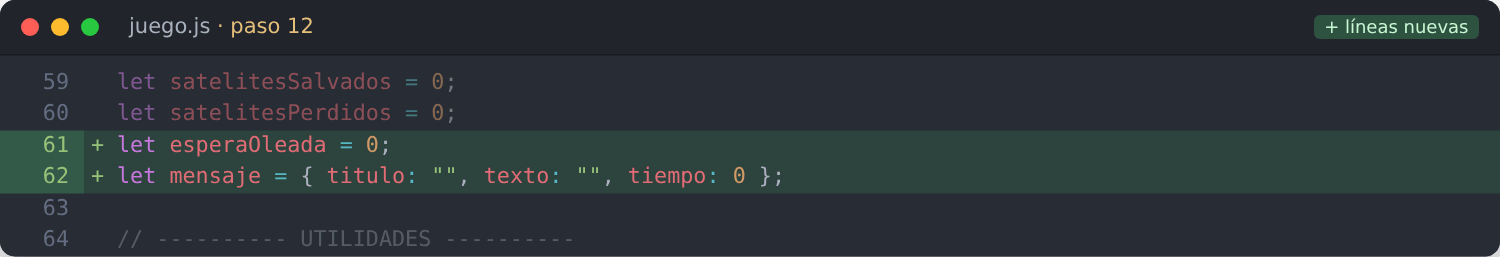 juego.js · paso 12
+ líneas nuevas
59 let satelitesSalvados = 0;
60 let satelitesPerdidos = 0;
61 + let esperaOleada = 0;
62 + let mensaje = { titulo: "", texto: "", tiempo: 0 };
63
64 // ---------- UTILIDADES ----------